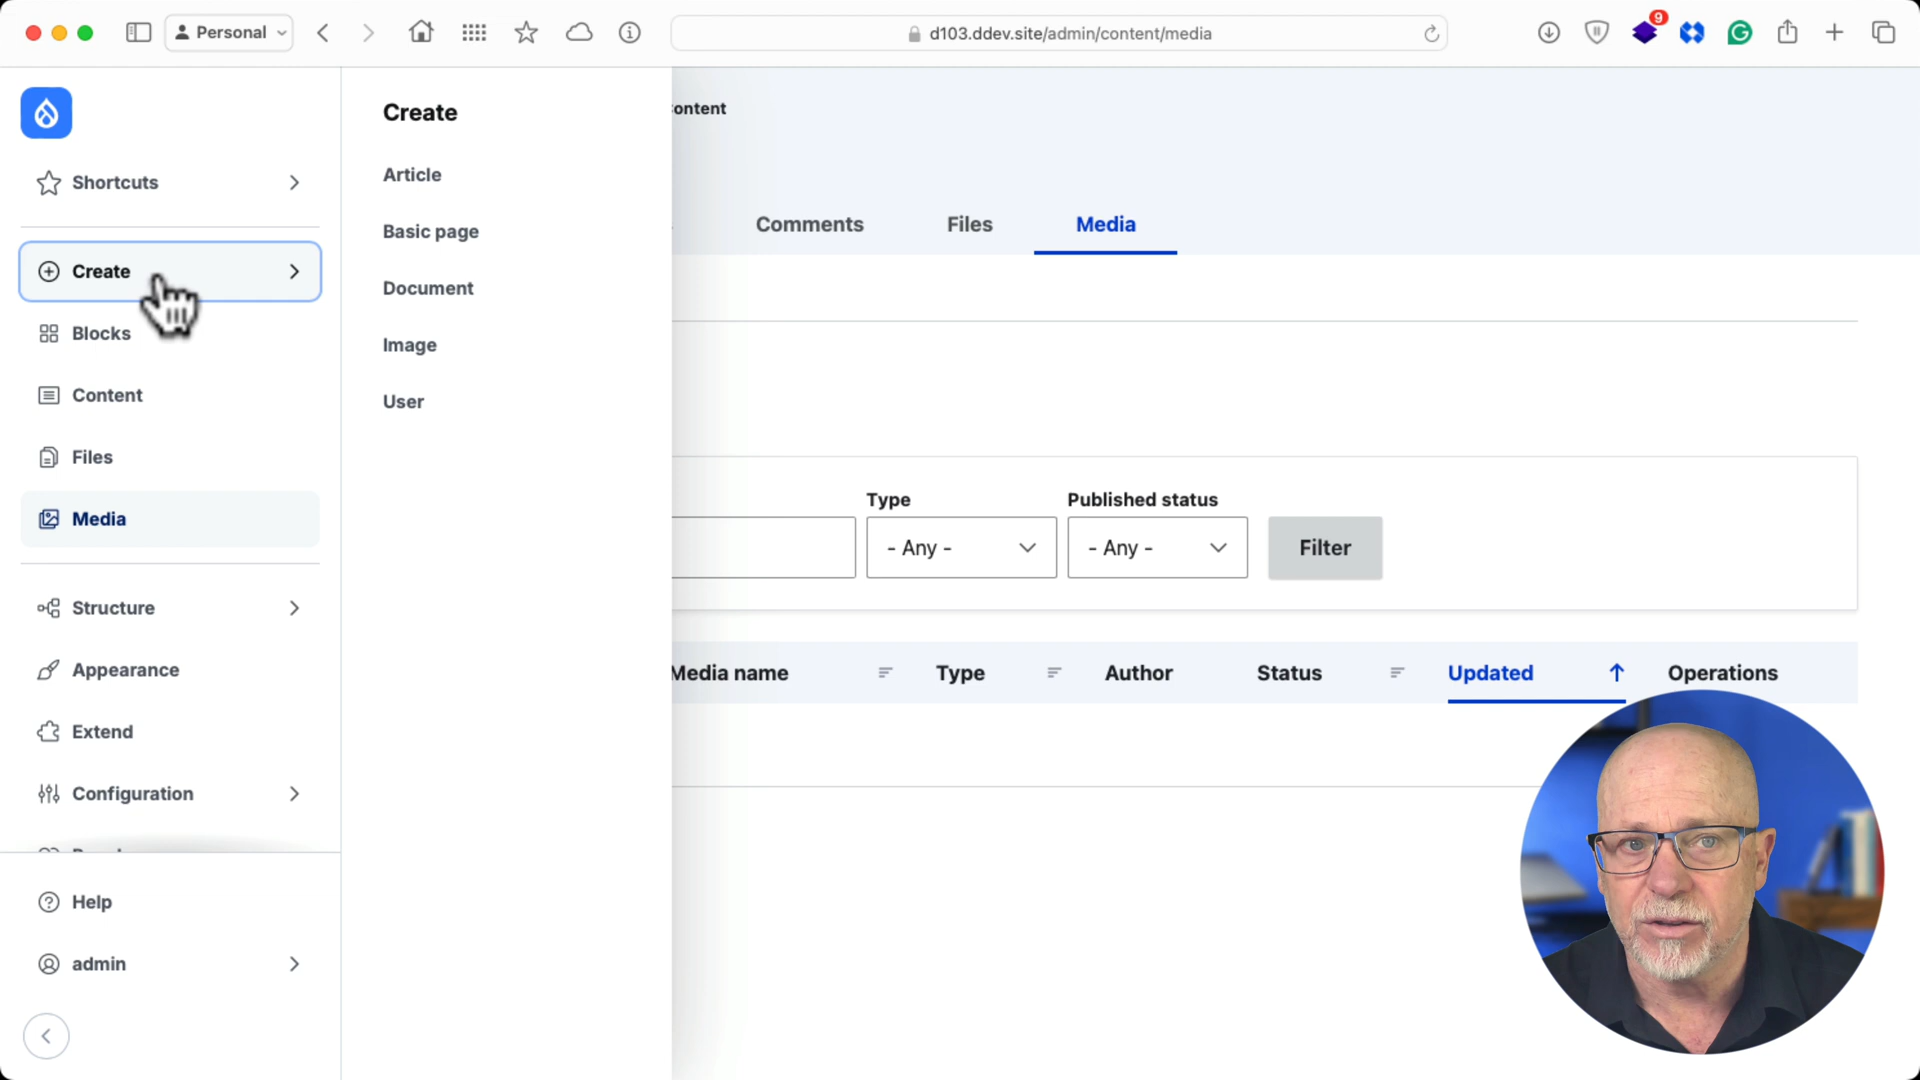 Personal
d103.ddev.site/admin/content/media
9
Shortcuts
Create
Blocks
Content
Files
Media
Structure
Appearance
Extend
Configuration
Help
admin
Create
Article
Basic page
Document
Image
User
ontent
Comments
Files
Media
Type
Published status
- Any -
- Any -
Filter
Media name
Type
Author
Status
Updated
Operations